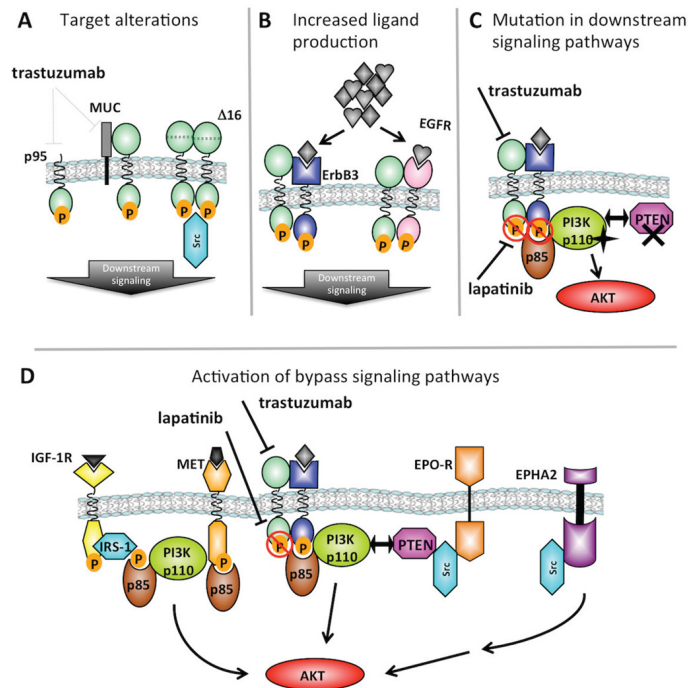 A Target alterations
trastuzumab
MUC
Δ16
p95
P
P
P
P
Src
Downstream
signaling
B Increased ligand
production
EGFR
ErbB3
P
P
P
P
Downstream
signaling
C Mutation in downstream
signaling pathways
trastuzumab
P
P
PI3K
p110
PTEN
p85
lapatinib
AKT
D Activation of bypass signaling pathways
lapatinib
trastuzumab
IGF-1R
MET
EPO-R
EPHA2
IRS-1
P
P
PI3K
p110
P
p85
p85
P
P
PI3K
p110
p85
PTEN
Src
Src
AKT